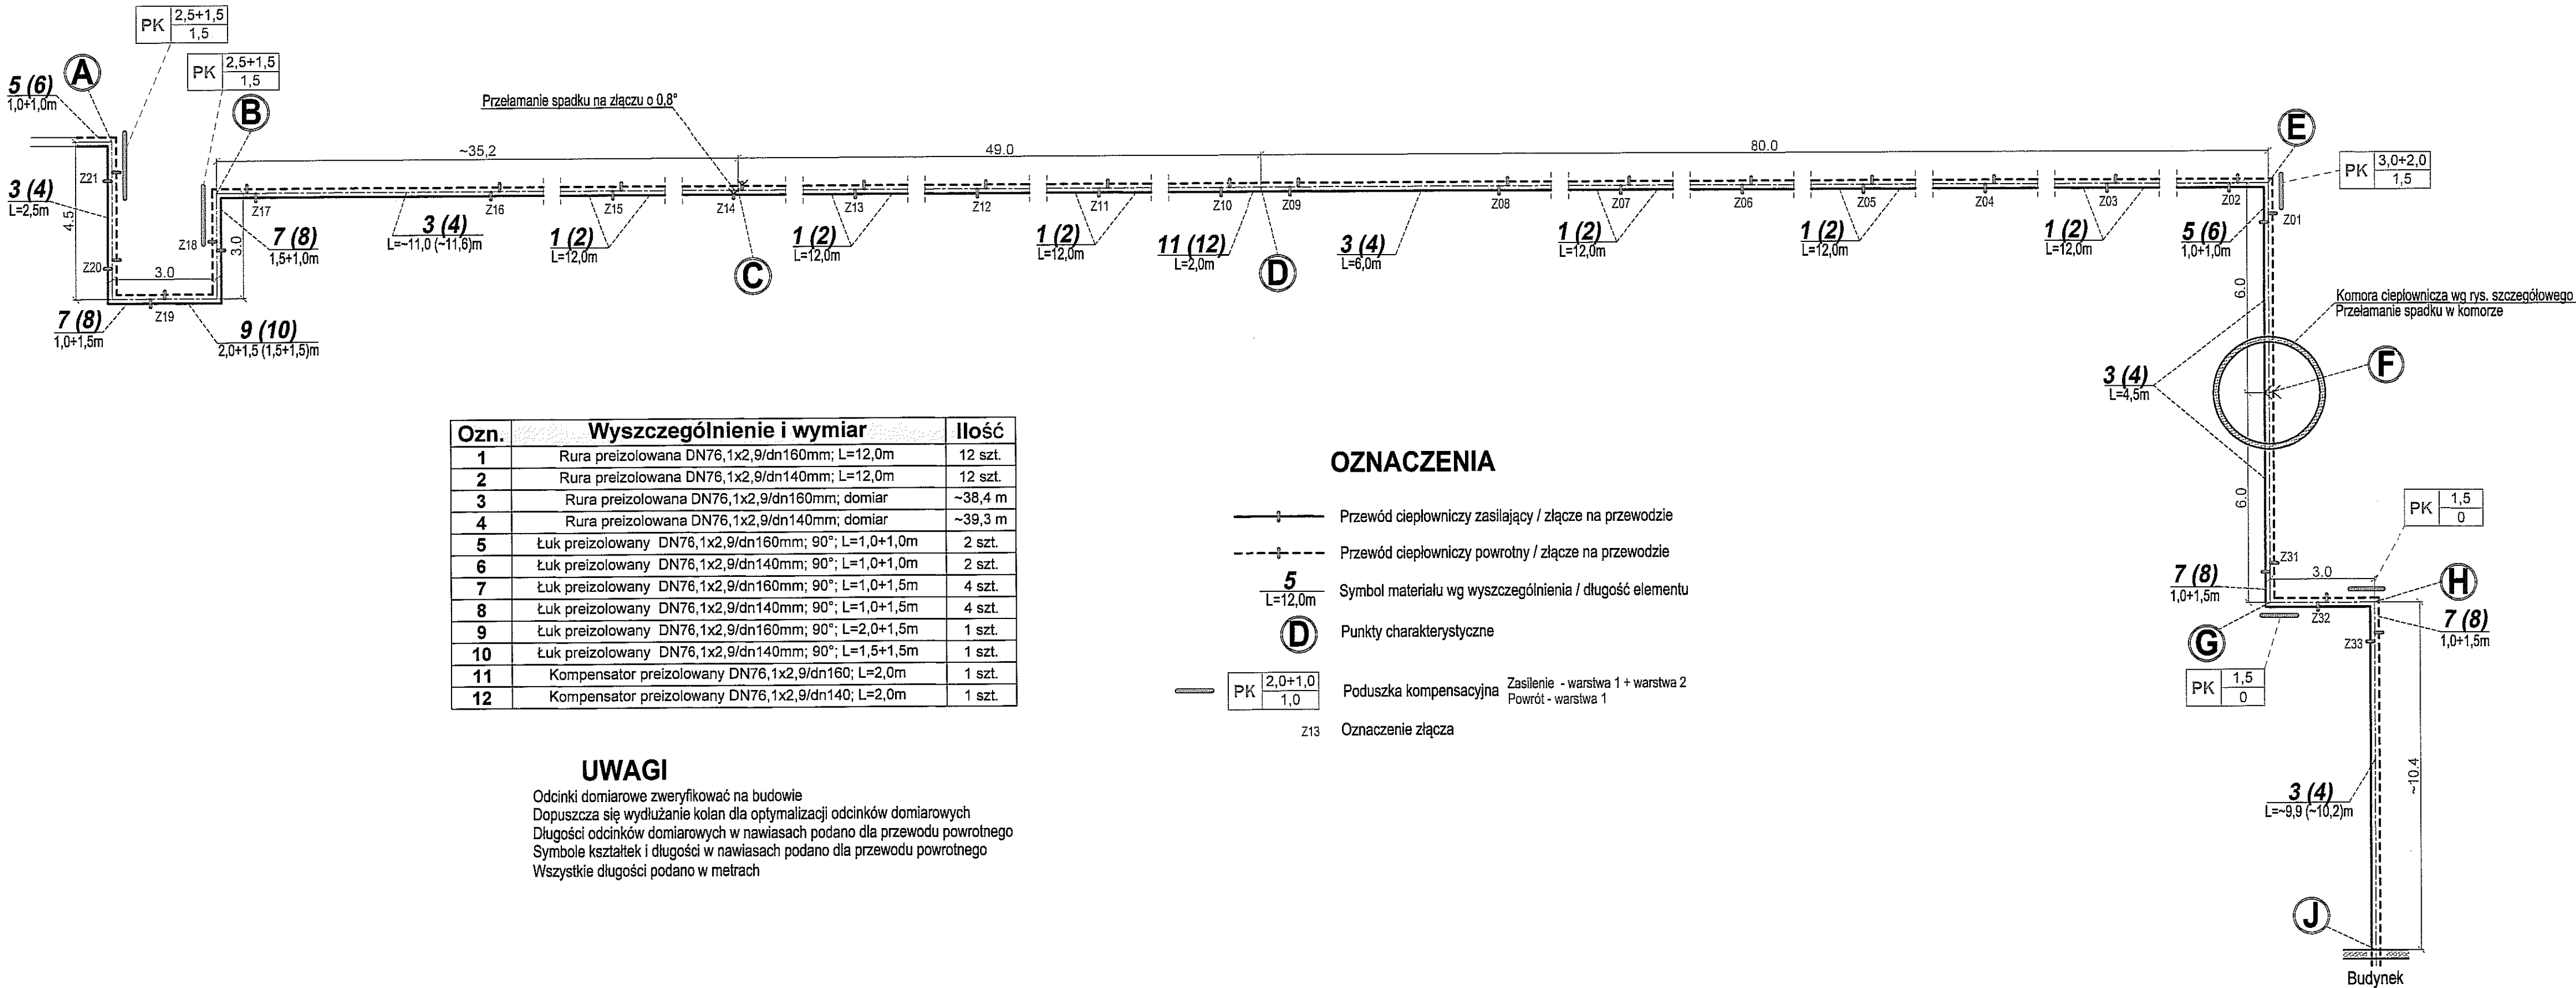 PK 2,5+1,5
1,5
PK 2,5+1,5
1,5
A
5 (6)
1,0+1,0m
B
Przełamanie spadku na złączu o 0,8°
~35,2
49.0
80.0
E
PK 3,0+2,0
1,5
3 (4)
L=2,5m
Z21
4.5
Z20
3.0
Z19
7 (8)
1,0+1,5m
9 (10)
2,0+1,5 (1,5+1,5)m
Z18
3.0
7 (8)
1,5+1,0m
Z17
3 (4)
L=~11,0 (~11,6)m
Z16
Z15
1 (2)
L=12,0m
Z14
C
Z13
1 (2)
L=12,0m
Z12
Z11
1 (2)
L=12,0m
Z10
11 (12)
L=2,0m
Z09
D
3 (4)
L=6,0m
Z08
Z07
1 (2)
L=12,0m
Z06
Z05
1 (2)
L=12,0m
Z04
Z03
1 (2)
L=12,0m
Z02
5 (6)
1,0+1,0m
Z01
6.0
Komora ciepłownicza wg rys. szczegółowego
Przełamanie spadku w komorze
F
3 (4)
L=4,5m
6.0
PK 1,5
0
Z31
3.0
H
7 (8)
1,0+1,5m
Z32
G
Z33
7 (8)
1,0+1,5m
PK 1,5
0
~10.4
3 (4)
L=~9,9 (~10,2)m
J
Budynek
Ozn. Wyszczególnienie i wymiar Ilość
1 Rura preizolowana DN76,1x2,9/dn160mm; L=12,0m 12 szt.
2 Rura preizolowana DN76,1x2,9/dn140mm; L=12,0m 12 szt.
3 Rura preizolowana DN76,1x2,9/dn160mm; domiar ~38,4 m
4 Rura preizolowana DN76,1x2,9/dn140mm; domiar ~39,3 m
5 Łuk preizolowany DN76,1x2,9/dn160mm; 90°; L=1,0+1,0m 2 szt.
6 Łuk preizolowany DN76,1x2,9/dn140mm; 90°; L=1,0+1,0m 2 szt.
7 Łuk preizolowany DN76,1x2,9/dn160mm; 90°; L=1,0+1,5m 4 szt.
8 Łuk preizolowany DN76,1x2,9/dn140mm; 90°; L=1,0+1,5m 4 szt.
9 Łuk preizolowany DN76,1x2,9/dn160mm; 90°; L=2,0+1,5m 1 szt.
10 Łuk preizolowany DN76,1x2,9/dn140mm; 90°; L=1,5+1,5m 1 szt.
11 Kompensator preizolowany DN76,1x2,9/dn160; L=2,0m 1 szt.
12 Kompensator preizolowany DN76,1x2,9/dn140; L=2,0m 1 szt.
UWAGI
Odcinki domiarowe zweryfikować na budowie
Dopuszcza się wydłużanie kolan dla optymalizacji odcinków domiarowych
Długości odcinków domiarowych w nawiasach podano dla przewodu powrotnego
Symbole kształtek i długości w nawiasach podano dla przewodu powrotnego
Wszystkie długości podano w metrach
OZNACZENIA
Przewód ciepłowniczy zasilający / złącze na przewodzie
Przewód ciepłowniczy powrotny / złącze na przewodzie
5
L=12,0m
Symbol materiału wg wyszczególnienia / długość elementu
D Punkty charakterystyczne
PK 2,0+1,0
1,0
Poduszka kompensacyjna
Zasilenie - warstwa 1 + warstwa 2
Powrót - warstwa 1
Z13 Oznaczenie złącza